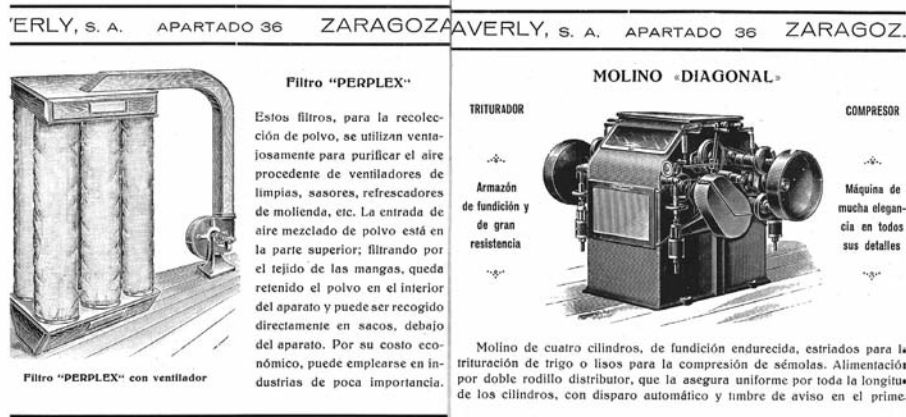 ERLY, S. A. APARTADO 36 ZARAGOZA
Filtro “PERPLEX“
Estos filtros, para la recolec-
ción de polvo, se utilizan venta-
josamente para purificar el aire
procedente de ventiladores de
limpias, sasores, refrescadores
de molienda, etc. La entrada de
aire mezclado de polvo está en
la parte superior; filtrando por
el tejido de las mangas, queda
retenido el polvo en el interior
del aparato y puede ser recogido
directamente en sacos, debajo
del aparato. Por su costo eco-
nómico, puede emplearse en in-
dustrias de poca importancia.
Filtro “PERPLEX“ con ventilador
AVERLY, S. A. APARTADO 36 ZARAGOZ
MOLINO «DIAGONAL»
TRITURADOR
Armazón
de fundición y
de gran
resistencia
COMPRESOR
Máquina de
mucha elegan-
cia en todos
sus detalles
Molino de cuatro cilindros, de fundición endurecida, estriados para l
trituración de trigo o lisos para la compresión de sémolas. Alimentació
por doble rodillo distributor, que la asegura uniforme por toda la longitu
de los cilindros, con disparo automático y timbre de aviso en el prime